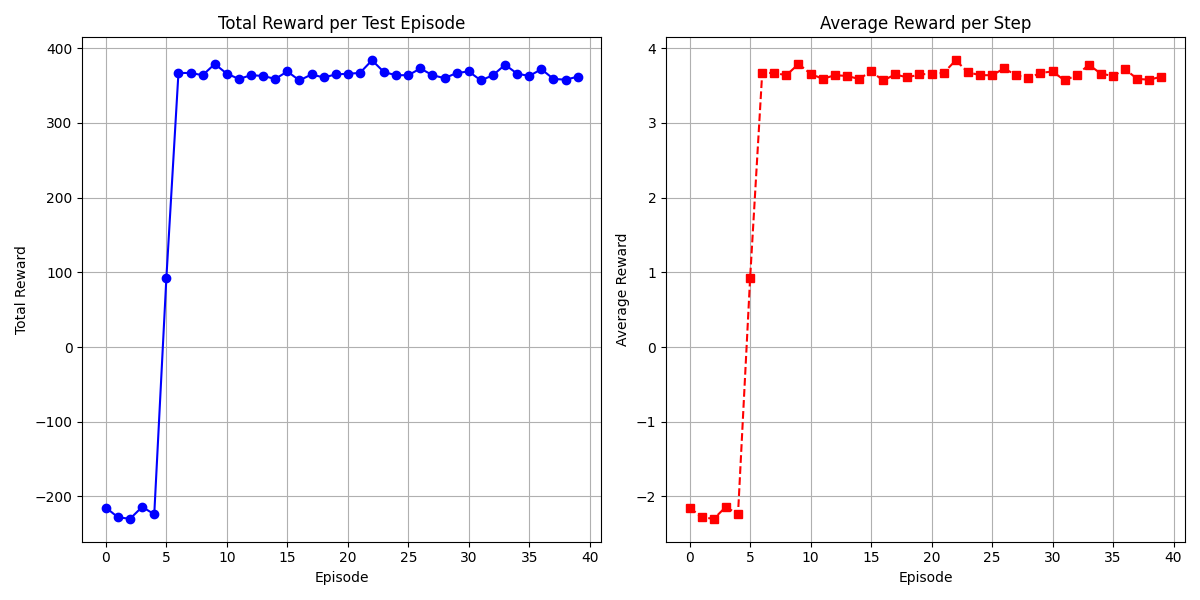 Total Reward per Test Episode
Total Reward
400
300
200
100
0
−100
−200
0 5 10 15 20 25 30 35 40
Episode
Average Reward per Step
Average Reward
4
3
2
1
0
−1
−2
0 5 10 15 20 25 30 35 40
Episode